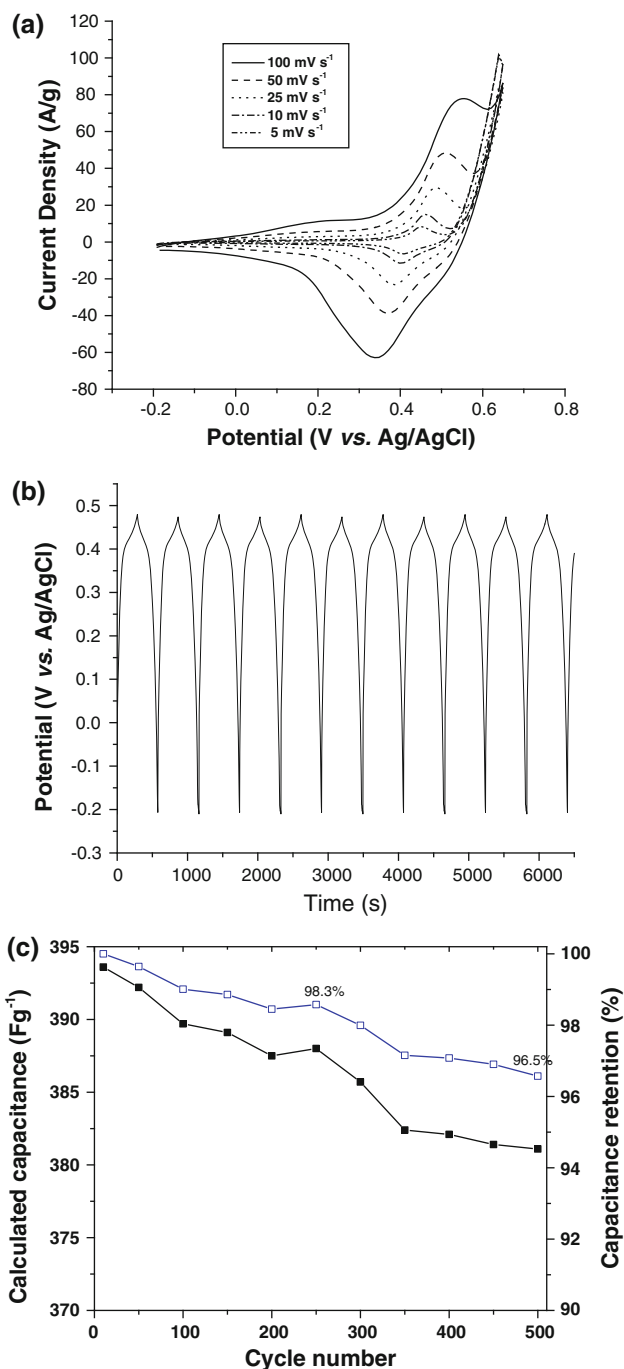 (a)
120
100
80
60
40
20
0
-20
-40
-60
-80
Current Density (A/g)
100 mV s⁻¹
50 mV s⁻¹
25 mV s⁻¹
10 mV s⁻¹
5 mV s⁻¹
-0.2 0.0 0.2 0.4 0.6 0.8
Potential (V vs. Ag/AgCl)
(b)
0.5
0.4
0.3
0.2
0.1
0.0
-0.1
-0.2
-0.3
Potential (V vs. Ag/AgCl)
0 1000 2000 3000 4000 5000 6000
Time (s)
(c)
395
390
385
380
375
370
Calculated capacitance (Fg⁻¹)
98.3%
96.5%
100
98
96
94
92
90
Capacitance retention (%)
0 100 200 300 400 500
Cycle number